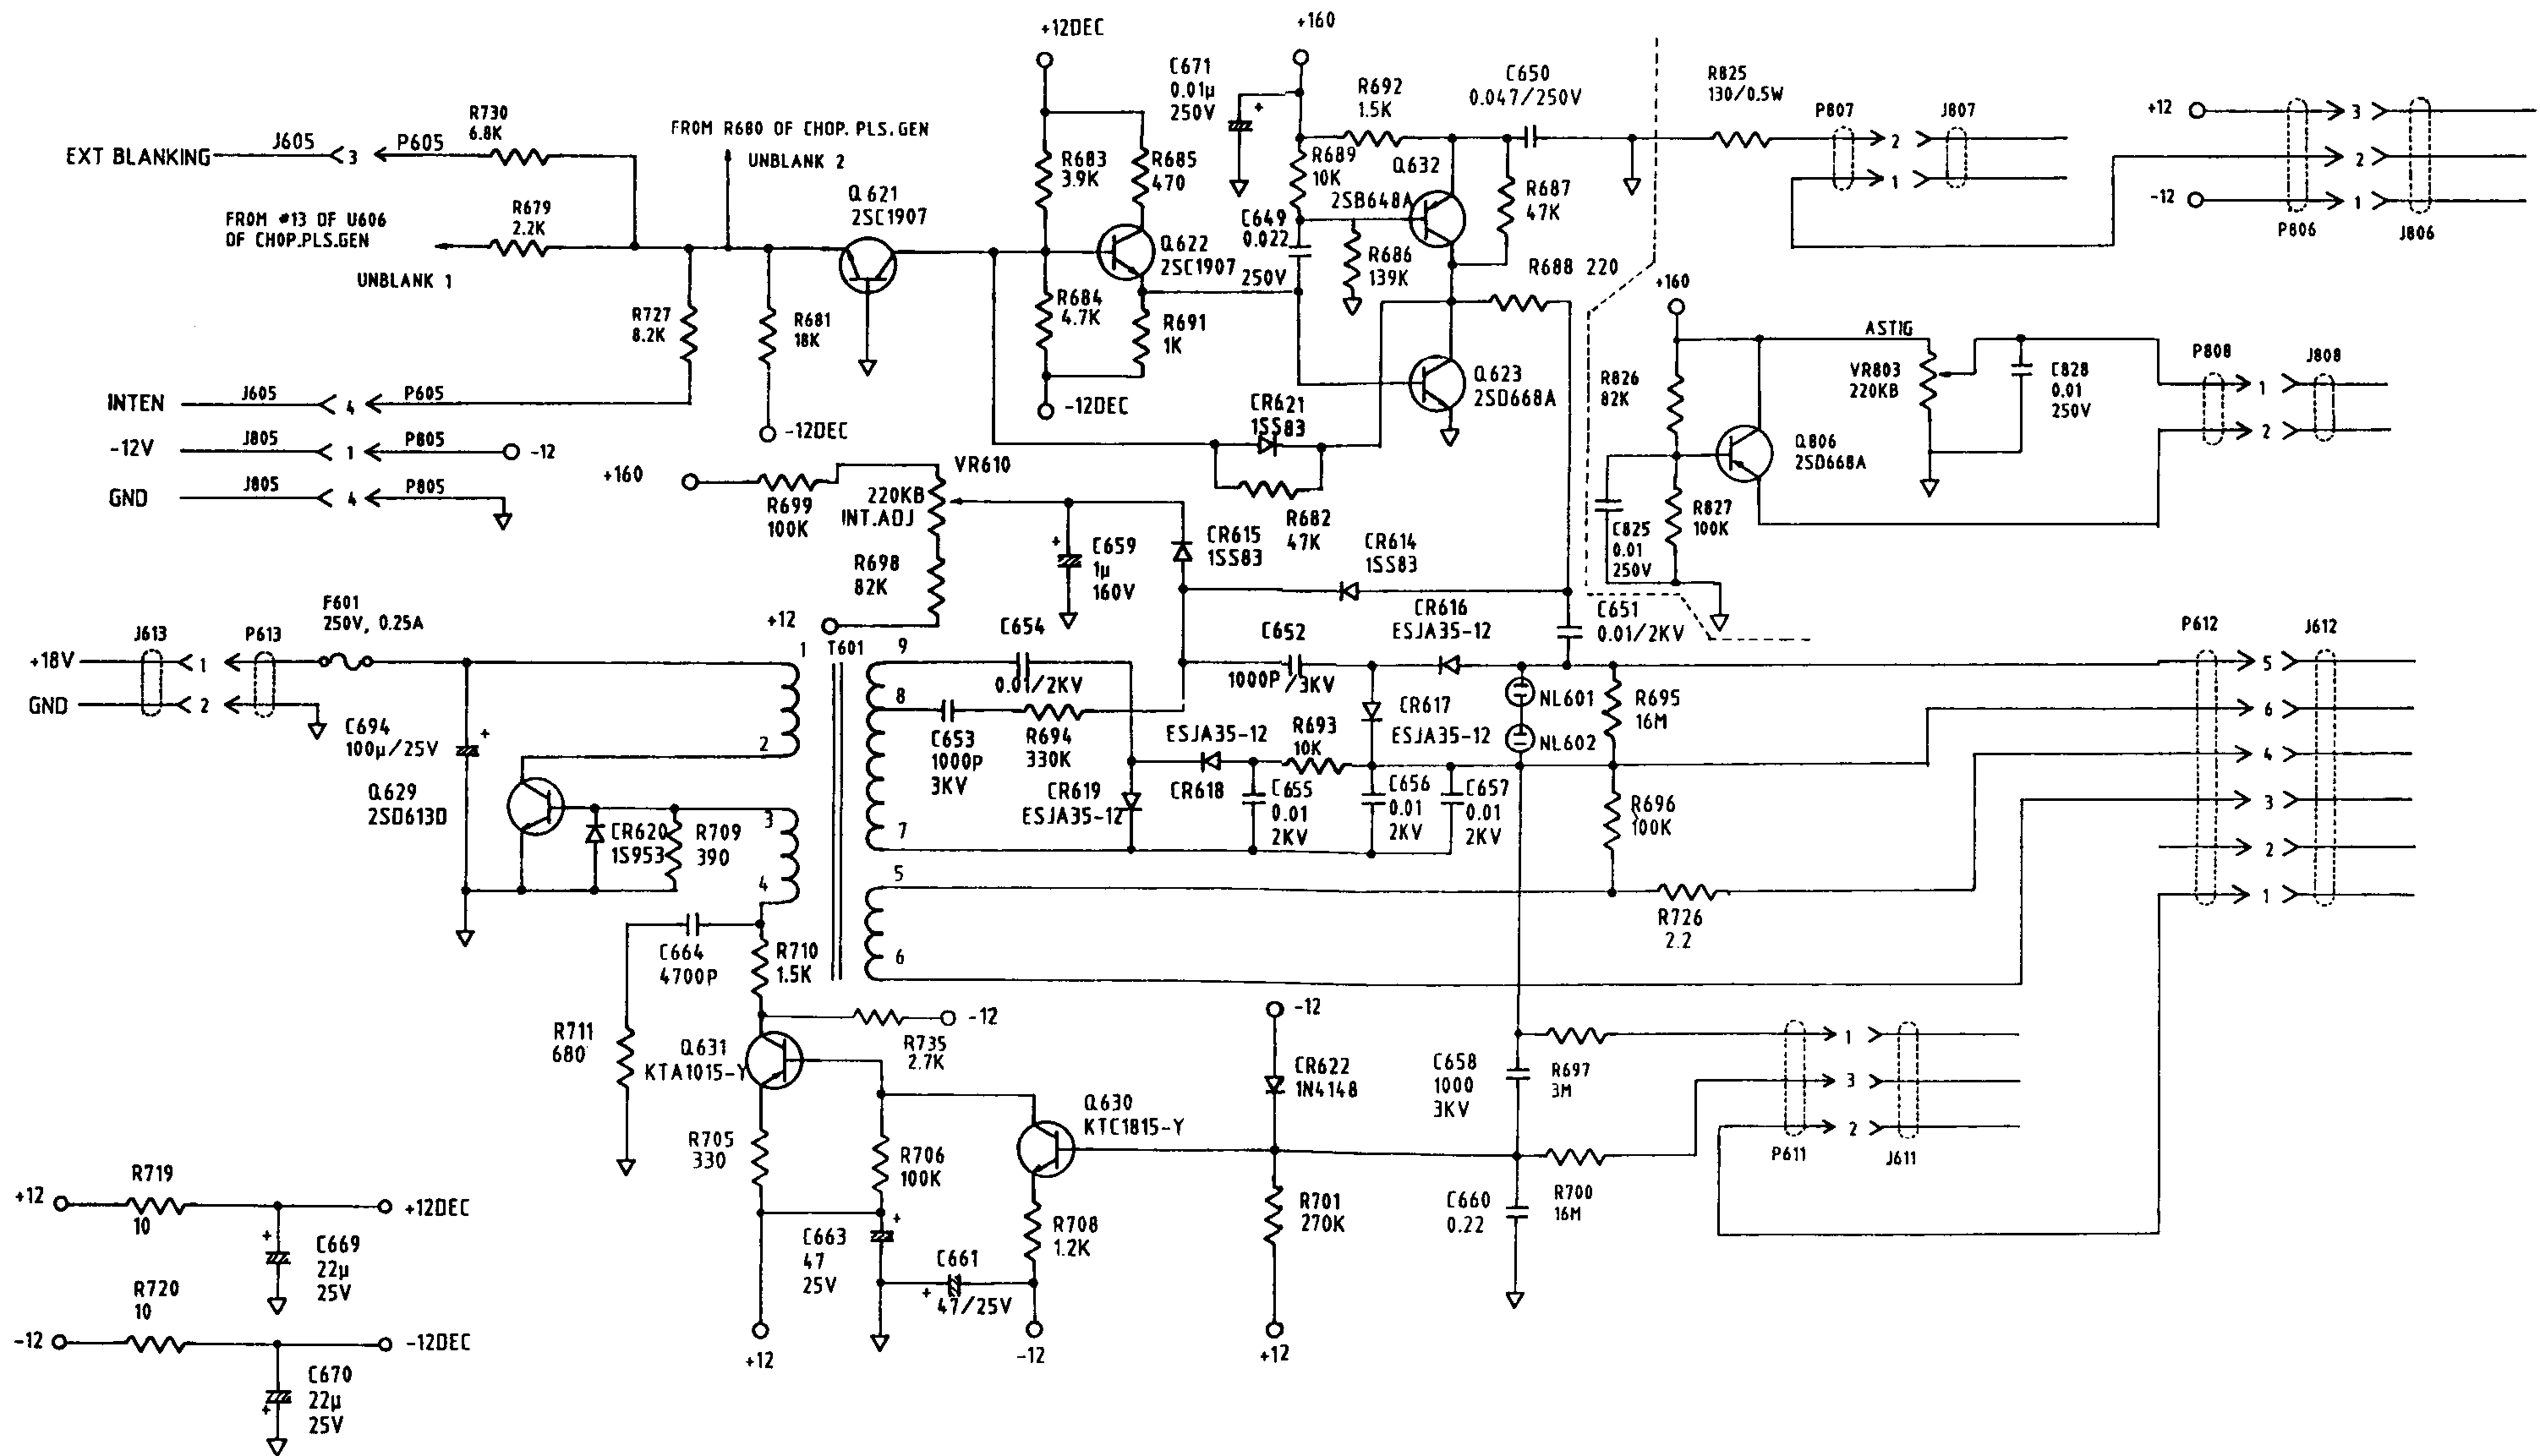 +12DEC
+160
C671
0.01µ
250V
R692
1.5K
C650
0.047/250V
R825
130/0.5W
P807
J807
2
1
+12
-12
3
2
1
P806
J806
EXT BLANKING
J605
3
P605
R730
6.8K
FROM R680 OF CHOP. PLS.GEN
UNBLANK 2
FROM #13 OF U606
OF CHOP.PLS.GEN
R679
2.2K
UNBLANK 1
Q621
2SC1907
R683
3.9K
R685
470
R689
10K
Q632
2SB648A
R687
47K
C649
0.022
250V
R686
139K
Q622
2SC1907
R684
4.7K
R691
1K
R688 220
R727
8.2K
R681
18K
-12DEC
-12DEC
INTEN
J605
4
P605
-12V
J805
1
P805
-12
GND
J805
4
P805
CR621
1SS83
R682
47K
Q623
2SD668A
+160
R826
82K
ASTIG
VR803
220KB
C828
0.01
250V
P808
J808
1
2
Q806
2SD668A
R827
100K
C825
0.01
250V
+160
R699
100K
VR610
220KB
INT.ADJ
R698
82K
+12
C659
1µ
160V
CR615
1SS83
CR614
1SS83
CR616
ESJA35-12
C651
0.01/2KV
F601
250V, 0.25A
J613
P613
+18V
1
GND
2
C694
100µ/25V
Q629
2SD613D
CR620
1S953
R709
390
T601
1
2
3
4
9
8
7
5
6
C654
0.01/2KV
C653
1000P
3KV
R694
330K
C652
1000P/3KV
CR617
ESJA35-12
NL601
NL602
R695
16M
ESJA35-12
CR618
R693
10K
CR619
ESJA35-12
C655
0.01
2KV
C656
0.01
2KV
C657
0.01
2KV
R696
100K
R726
2.2
P612
J612
5
6
4
3
2
1
C664
4700P
R710
1.5K
R711
680
Q631
KTA1015-Y
R735
2.7K
-12
R705
330
R706
100K
C663
47
25V
C661
47/25V
+12
Q630
KTC1815-Y
R708
1.2K
-12
-12
CR622
1N4148
R701
270K
+12
C658
1000
3KV
R697
3M
C660
0.22
R700
16M
1
3
2
P611
J611
+12
R719
10
+12DEC
C669
22µ
25V
-12
R720
10
-12DEC
C670
22µ
25V